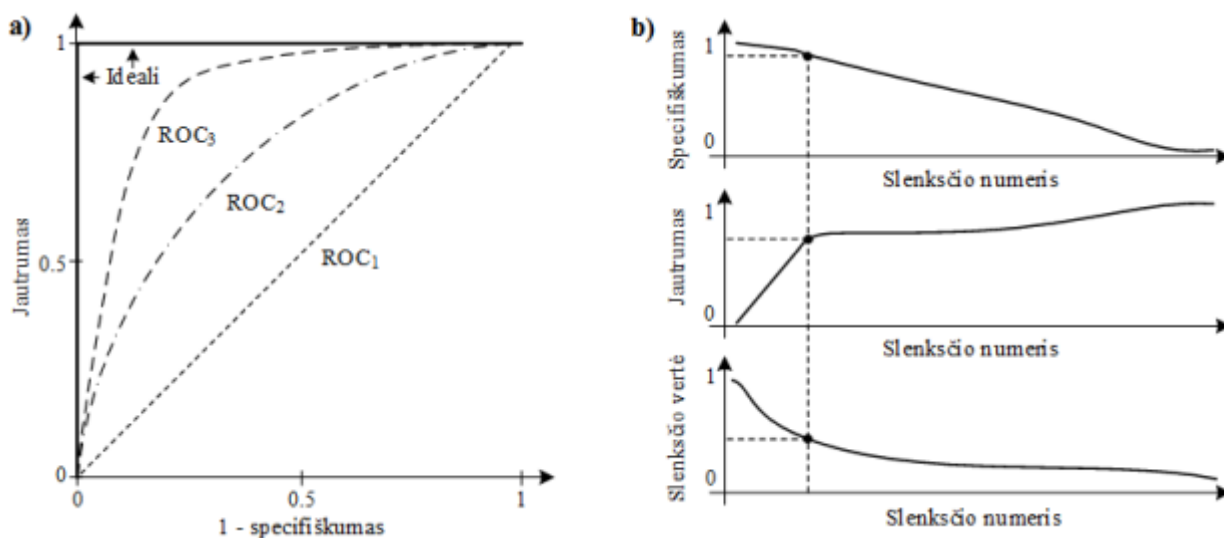 a)
1
Ideali
ROC3
ROC2
ROC1
Jautrumas
0.5
0
0
0.5
1
1 - specifiškumas
b)
Specifiškumas
1
0
Slenksčio numeris
Jautrumas
1
0
Slenksčio numeris
Slenksčio vertė
1
0
Slenksčio numeris